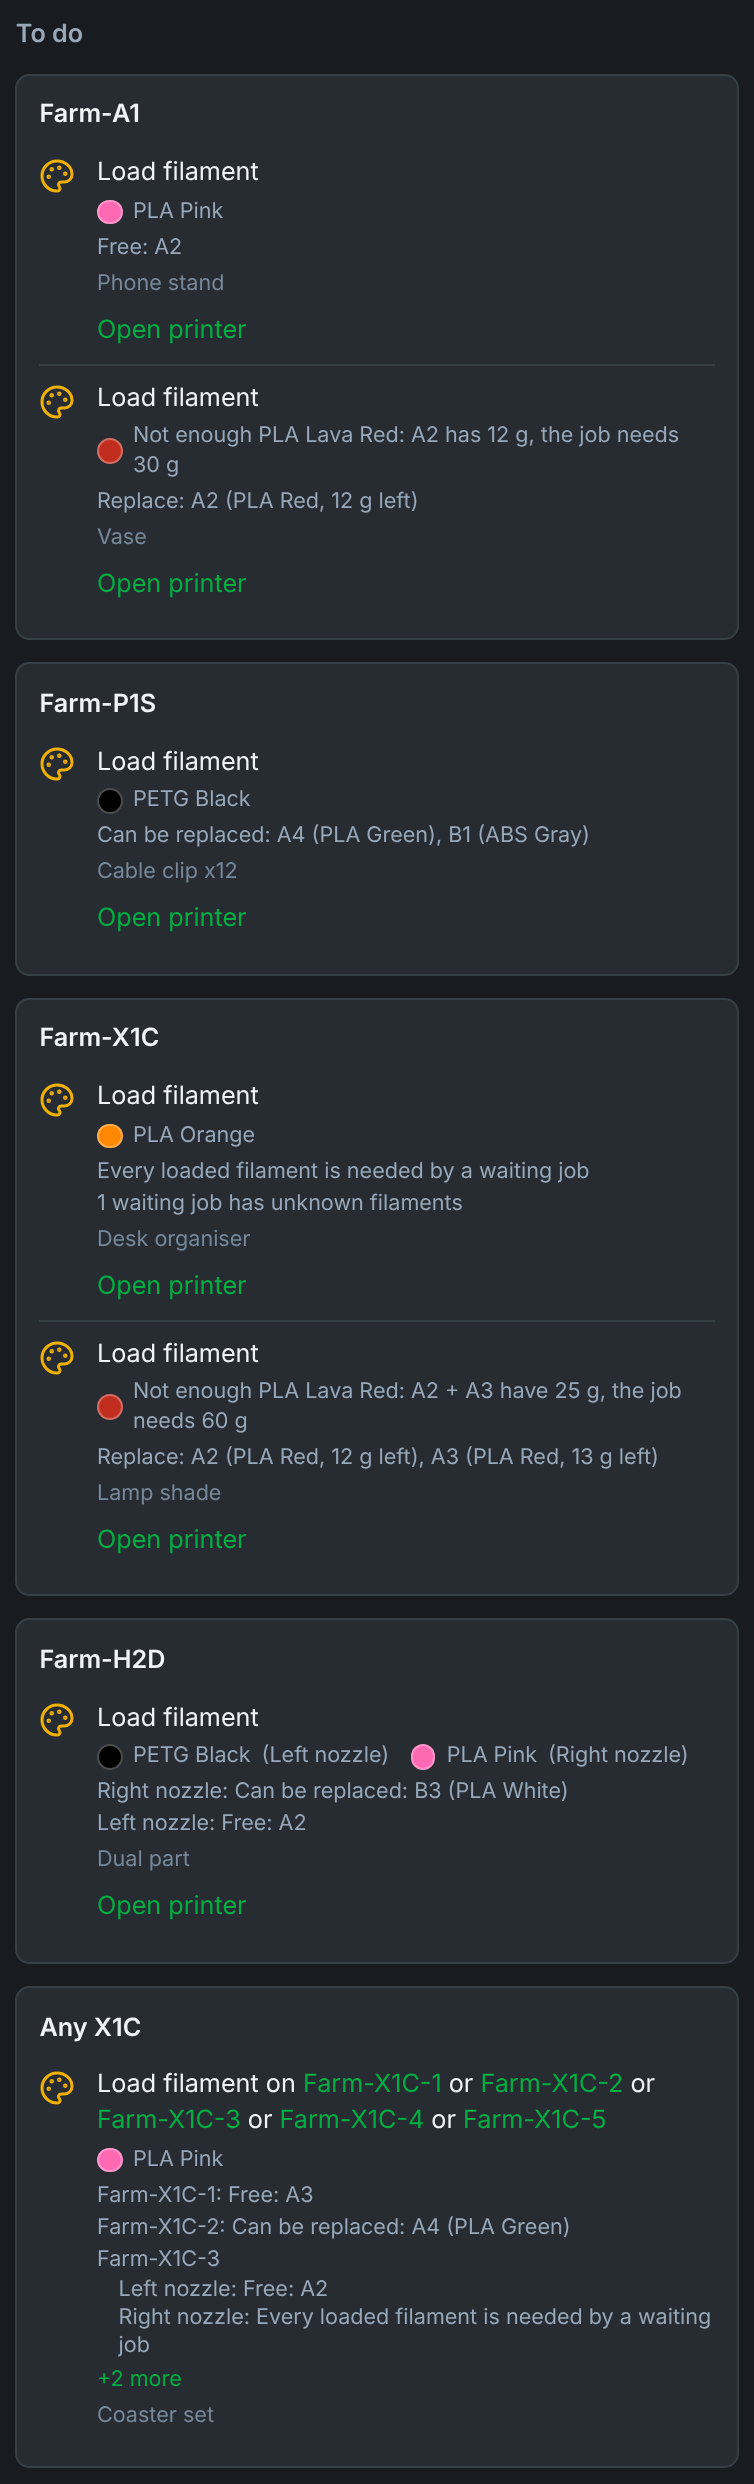 To do
Farm-A1
Load filament
PLA Pink
Free: A2
Phone stand
Open printer
Load filament
Not enough PLA Lava Red: A2 has 12 g, the job needs
30 g
Replace: A2 (PLA Red, 12 g left)
Vase
Open printer
Farm-P1S
Load filament
PETG Black
Can be replaced: A4 (PLA Green), B1 (ABS Gray)
Cable clip x12
Open printer
Farm-X1C
Load filament
PLA Orange
Every loaded filament is needed by a waiting job
1 waiting job has unknown filaments
Desk organiser
Open printer
Load filament
Not enough PLA Lava Red: A2 + A3 have 25 g, the job
needs 60 g
Replace: A2 (PLA Red, 12 g left), A3 (PLA Red, 13 g left)
Lamp shade
Open printer
Farm-H2D
Load filament
PETG Black (Left nozzle) PLA Pink (Right nozzle)
Right nozzle: Can be replaced: B3 (PLA White)
Left nozzle: Free: A2
Dual part
Open printer
Any X1C
Load filament on Farm-X1C-1 or Farm-X1C-2 or
Farm-X1C-3 or Farm-X1C-4 or Farm-X1C-5
PLA Pink
Farm-X1C-1: Free: A3
Farm-X1C-2: Can be replaced: A4 (PLA Green)
Farm-X1C-3
Left nozzle: Free: A2
Right nozzle: Every loaded filament is needed by a waiting
job
+2 more
Coaster set